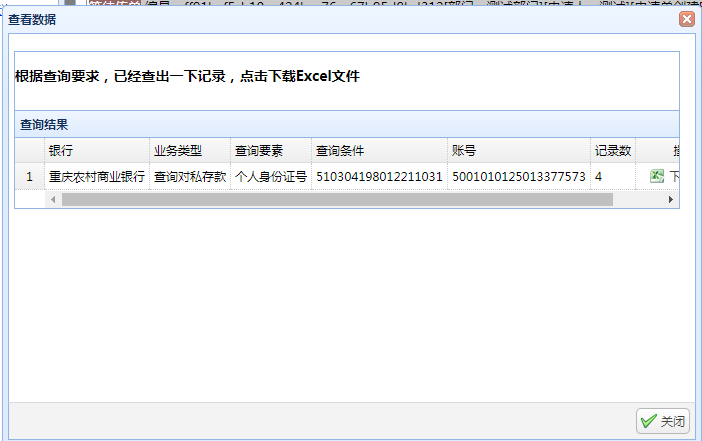 查看数据
根据查询要求，已经查出一下记录，点击下载Excel文件
查询结果
银行 业务类型 查询要素 查询条件 账号 记录数
1 重庆农村商业银行 查询对私存款 个人身份证号 510304198012211031 5001010125013377573 4 下
关闭